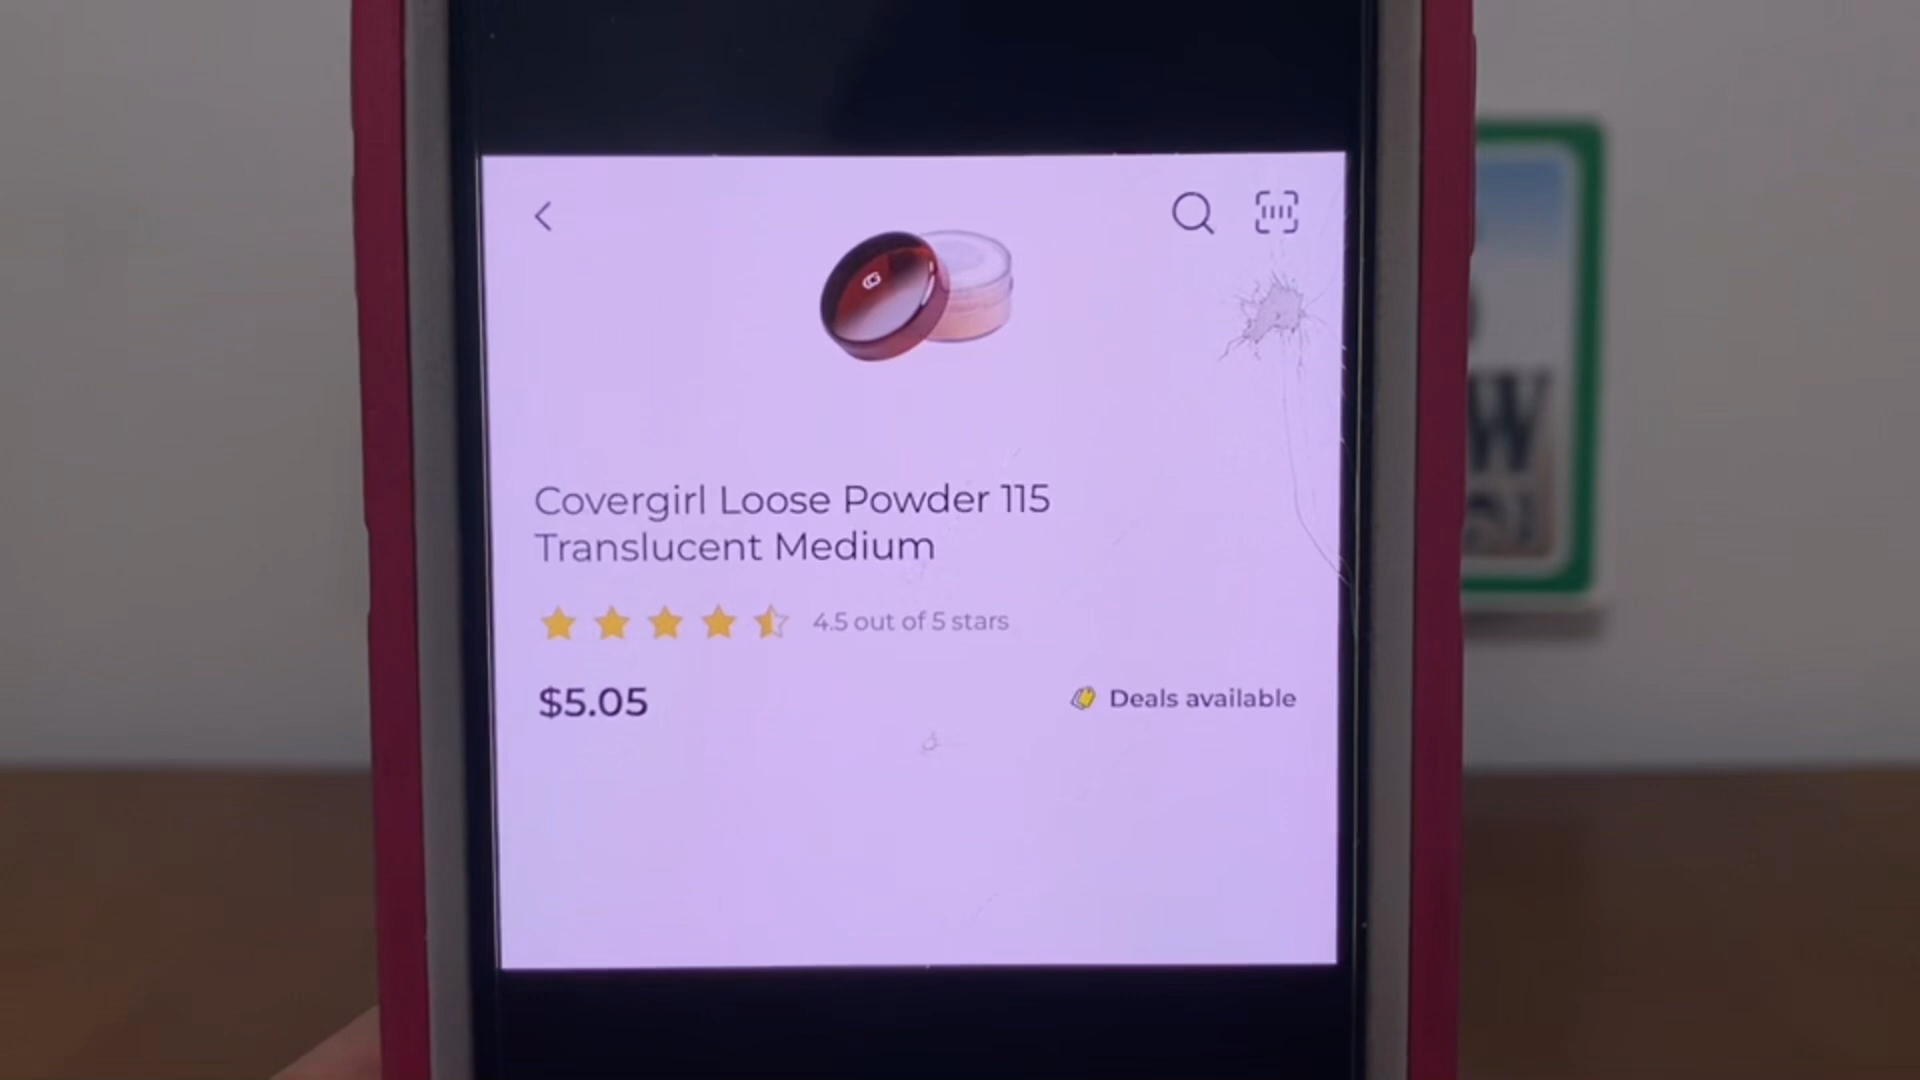 Covergirl Loose Powder 115
Translucent Medium
4.5 out of 5 stars
$5.05
Deals available